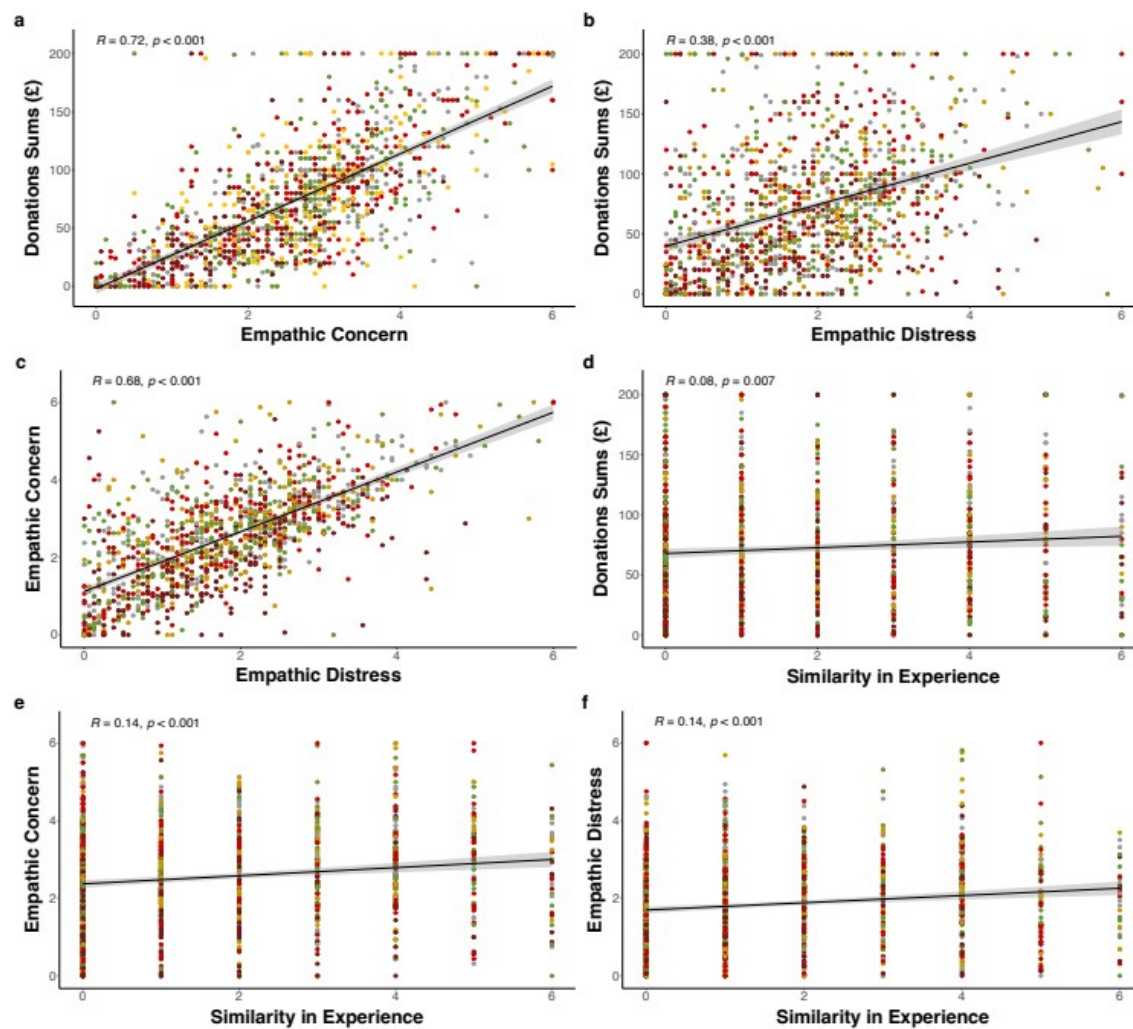 a
R = 0.72, p < 0.001
Donations Sums (£)
200
150
100
50
0
0 2 4 6
Empathic Concern
b
R = 0.38, p < 0.001
Donations Sums (£)
200
150
100
50
0
0 2 4 6
Empathic Distress
c
R = 0.68, p < 0.001
Empathic Concern
6
4
2
0
0 2 4 6
Empathic Distress
d
R = 0.08, p = 0.007
Donations Sums (£)
200
150
100
50
0
0 2 4 6
Similarity in Experience
e
R = 0.14, p < 0.001
Empathic Concern
6
4
2
0
0 2 4 6
Similarity in Experience
f
R = 0.14, p < 0.001
Empathic Distress
6
4
2
0
0 2 4 6
Similarity in Experience